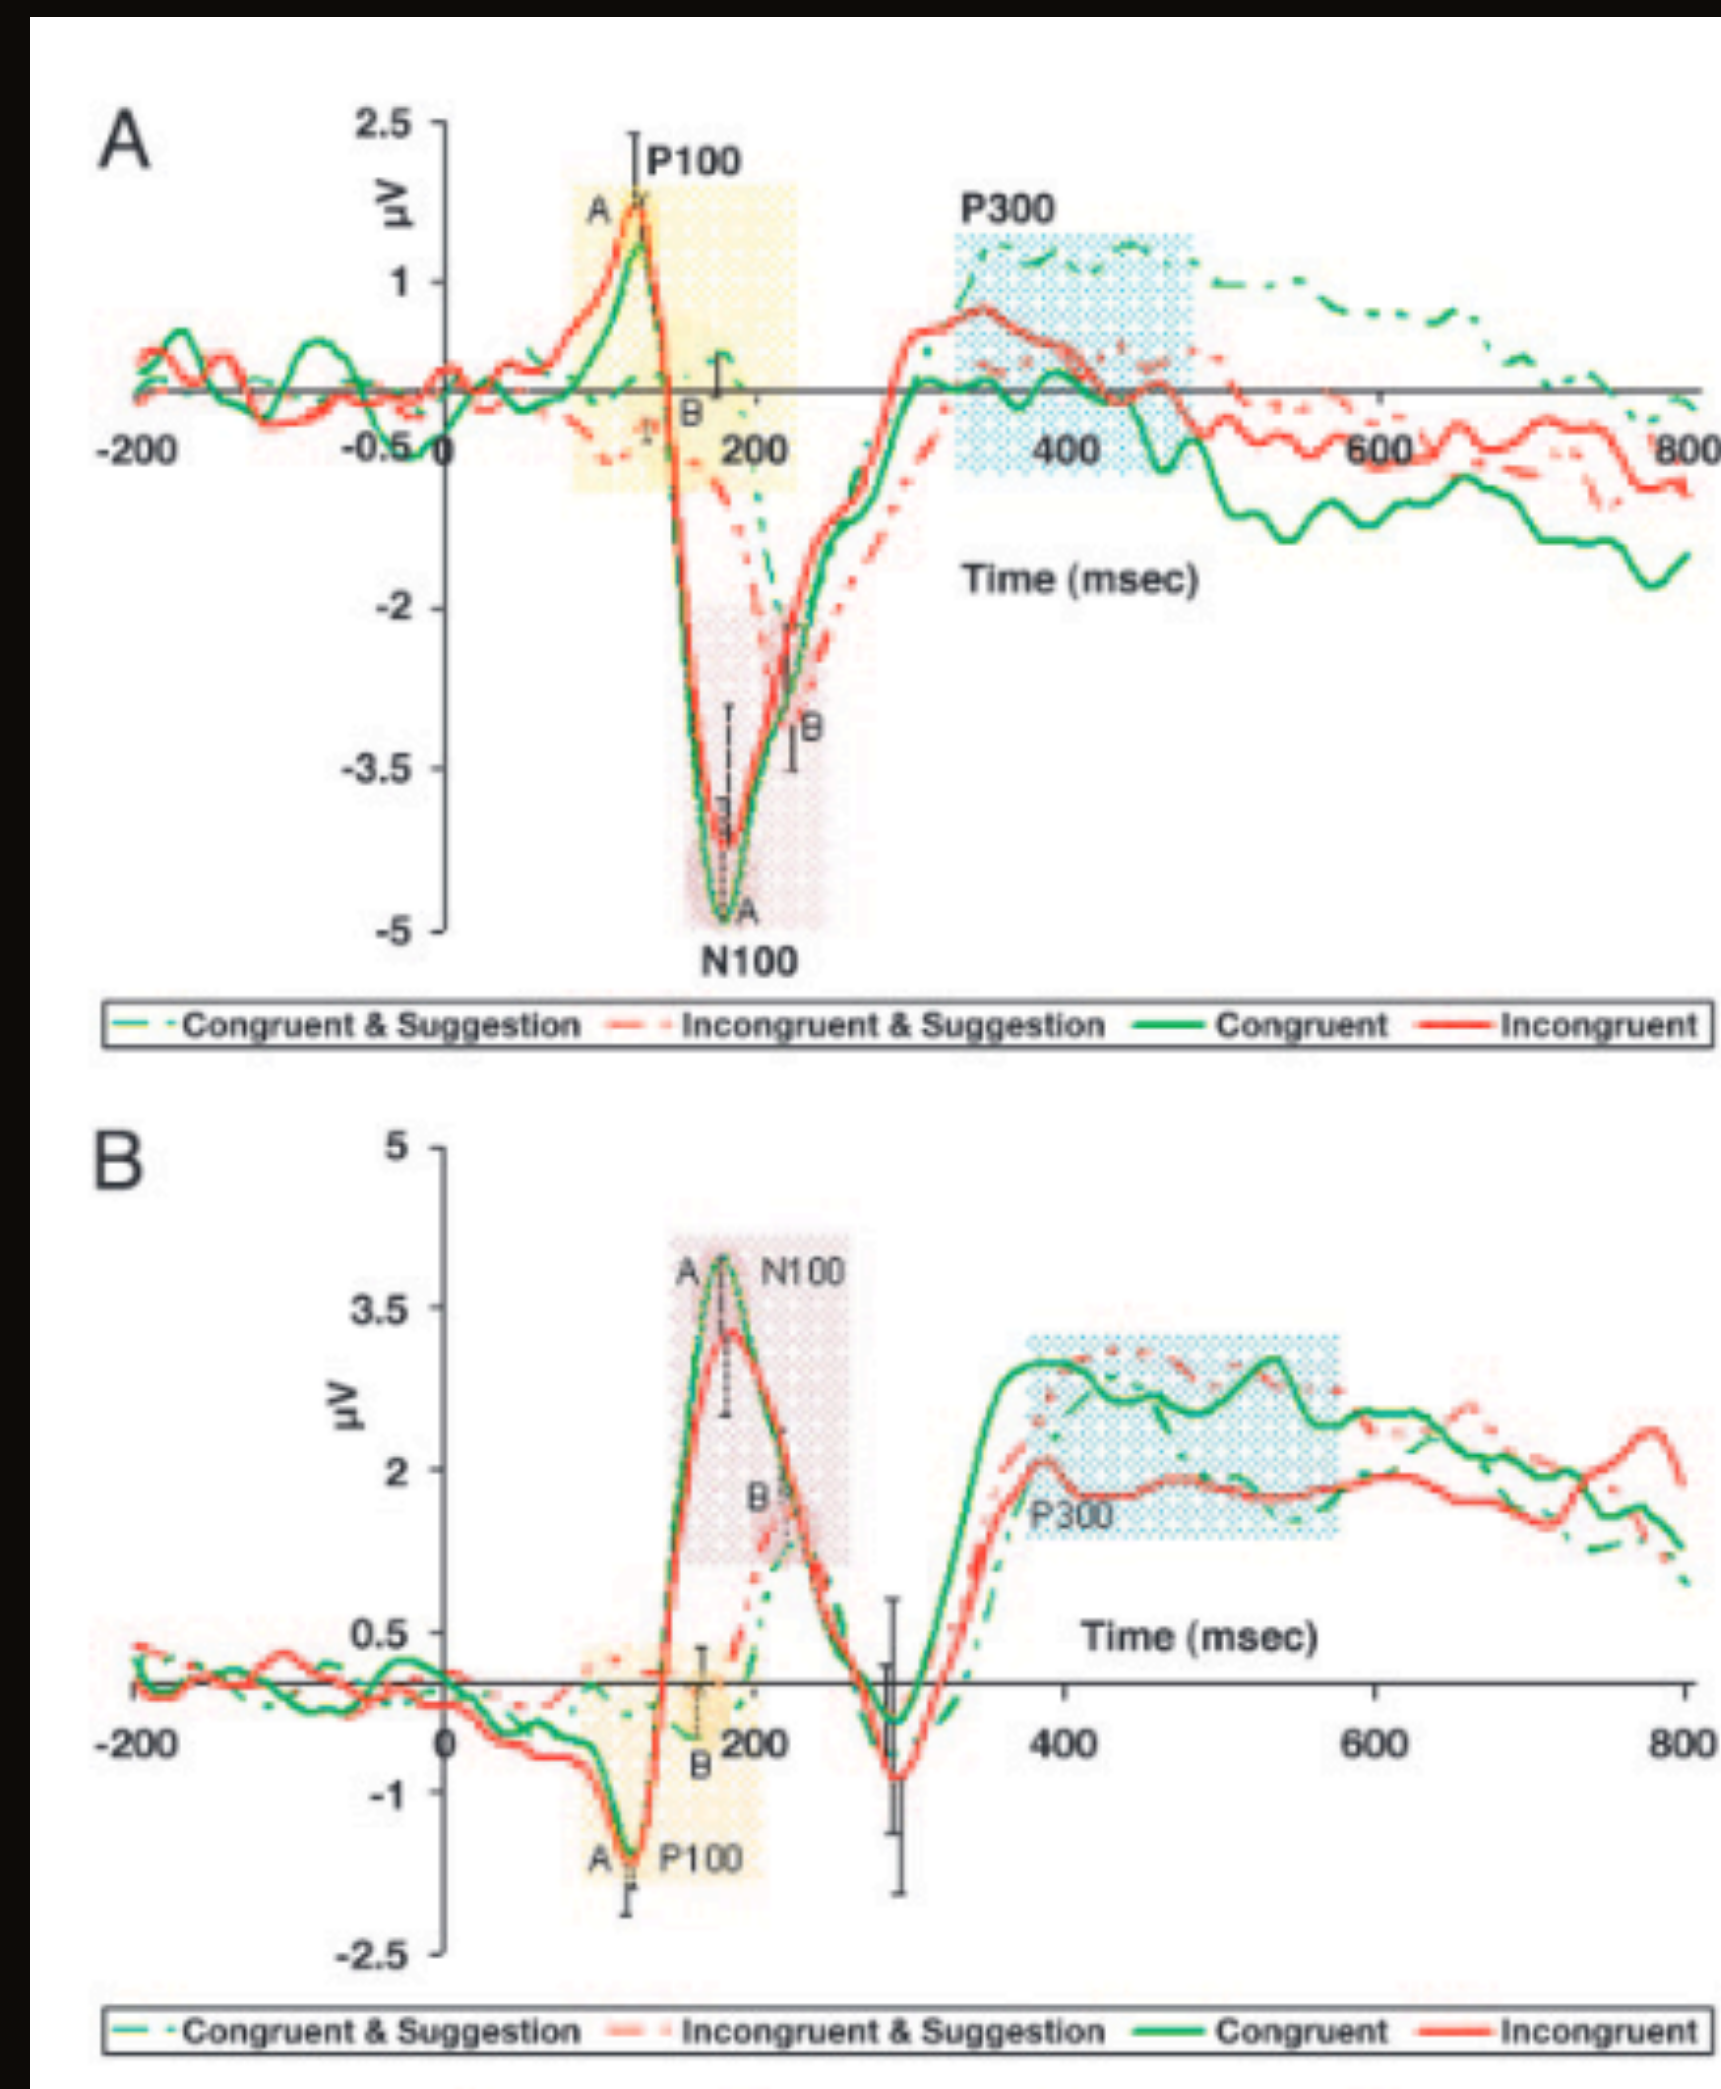 A
2.5
P100
µV
A
P300
1
B
-200
-0.5
0
200
400
600
800
-2
Time (msec)
B
-3.5
A
-5
N100
Congruent & Suggestion Incongruent & Suggestion Congruent Incongruent
B
5
A N100
3.5
µV
2
B
P300
0.5
Time (msec)
-200 0 200 400 600 800
B
-1
A P100
-2.5
Congruent & Suggestion Incongruent & Suggestion Congruent Incongruent